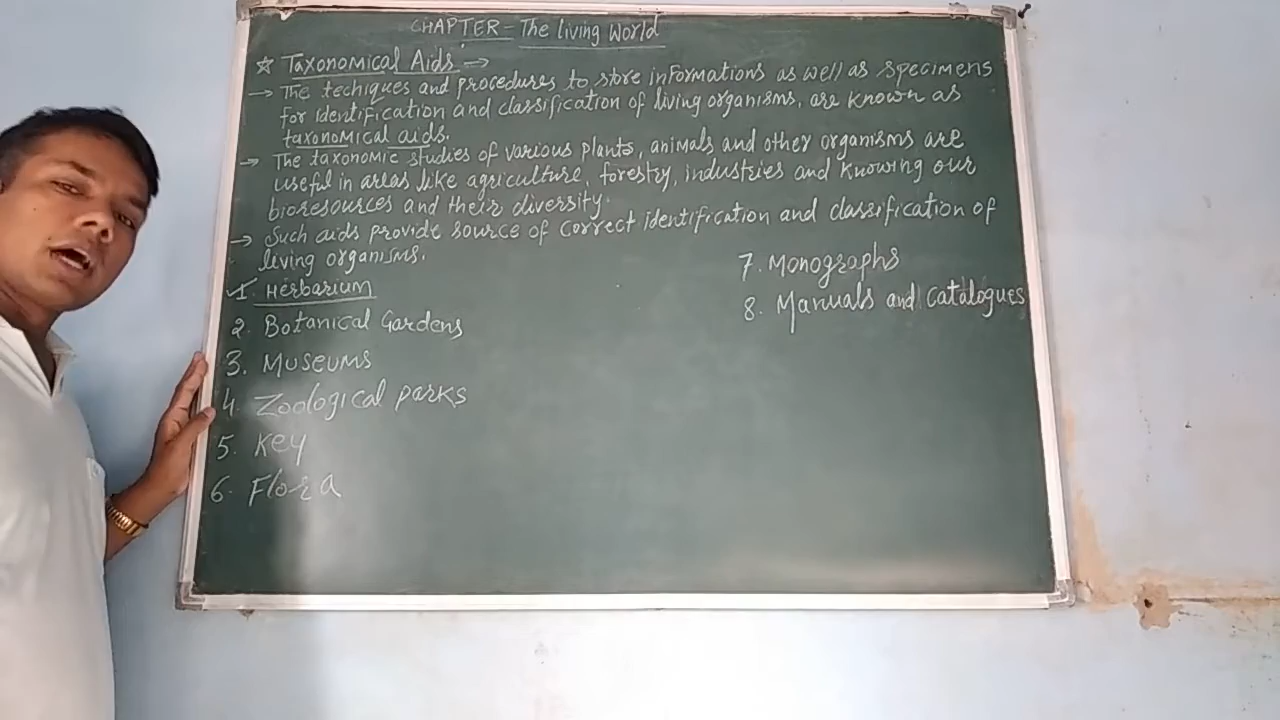 CHAPTER - The Living World
☆ Taxonomical Aids →
→ The techiques and procedures to store informations as well as specimens
for identification and classification of living organisms, are known as
taxonomical aids.
→ The taxonomic studies of various plants, animals and other organisms are
useful in areas like agriculture, forestry, industries and knowing our
bioresources and their diversity.
→ Such aids provide source of correct identification and classification of
living organisms.
1. Herbarium
2. Botanical Gardens
3. Museums
4. Zoological parks
5. Key
6. Flora
7. Monographs
8. Manuals and Catalogues